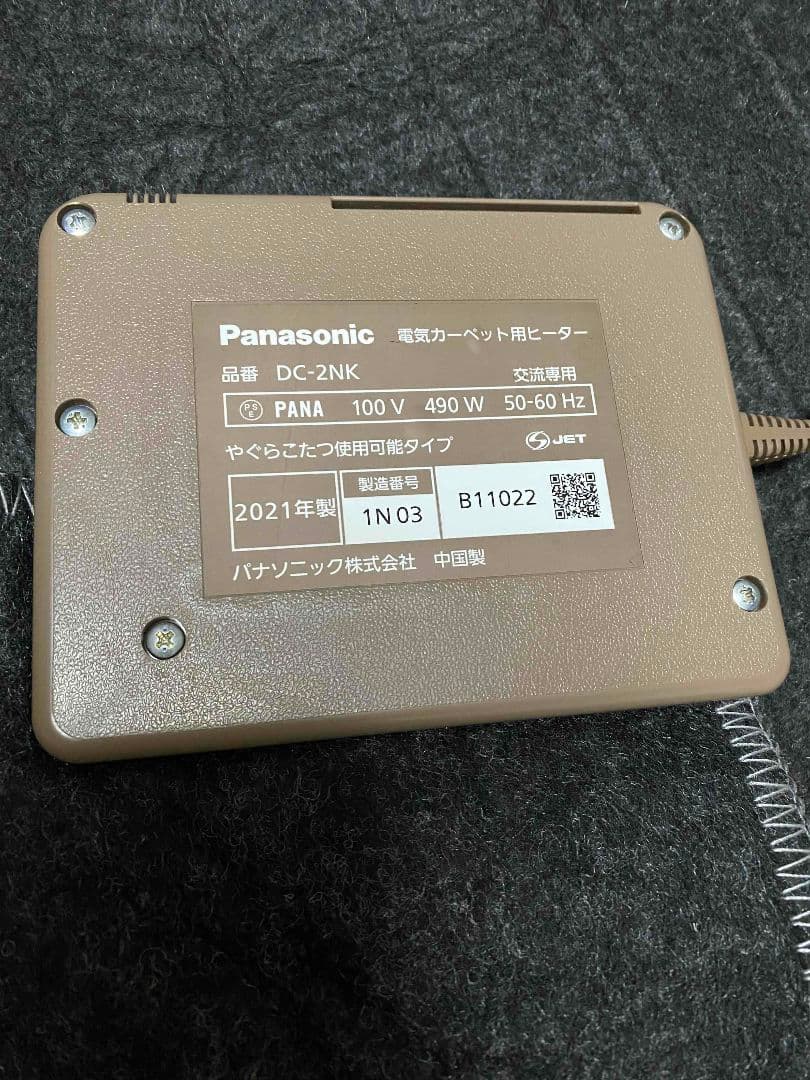 Panasonic 電気カーペット用ヒーター
品番 DC-2NK 交流専用
PSE PANA 100 V 490 W 50-60 Hz
やぐらこたつ使用可能タイプ JET
2021年製 製造番号 1N 03 B11022
パナソニック株式会社 中国製